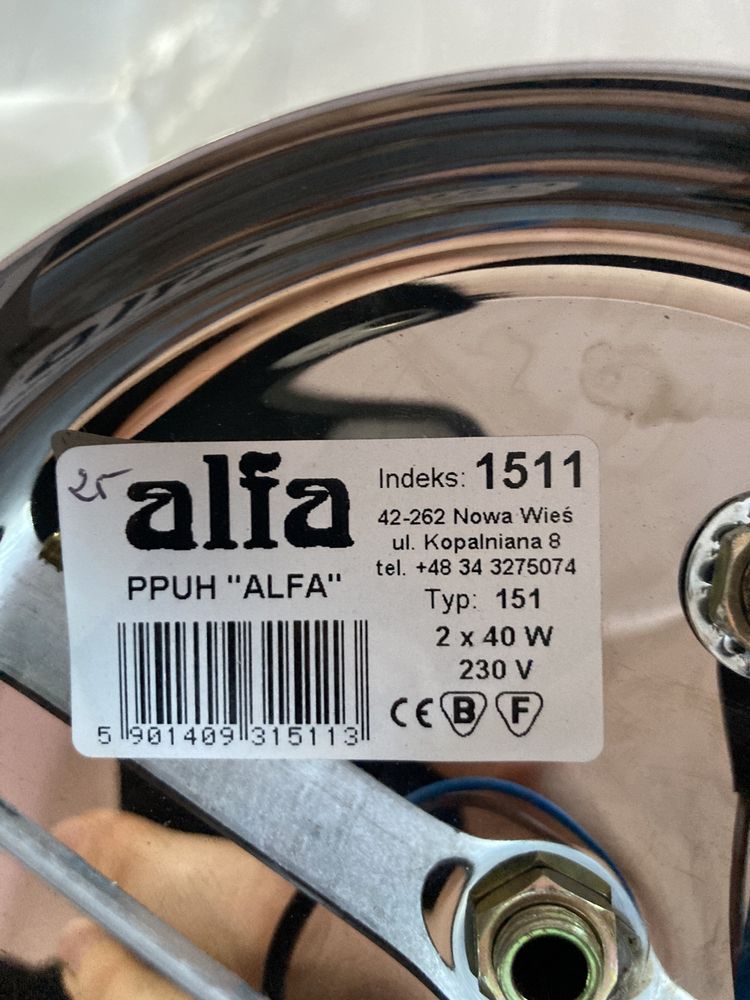 25
alfa
PPUH "ALFA"
5 901409 315113
Indeks: 1511
42-262 Nowa Wieś
ul. Kopalniana 8
tel. +48 34 3275074
Typ: 151
2 x 40 W
230 V
CE B F